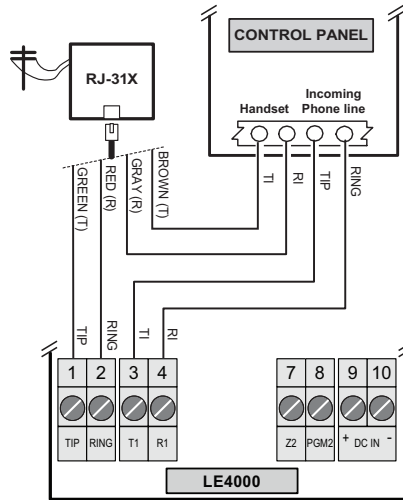 CONTROL PANEL
RJ-31X
Incoming
Handset Phone line
GREEN (T)
RED (R)
GRAY (R)
BROWN (T)
TI
RI
TIP
RING
TIP
RING
TI
RI
1 2 3 4 7 8 9 10
TIP RING T1 R1 Z2 PGM2 + DC IN -
LE4000